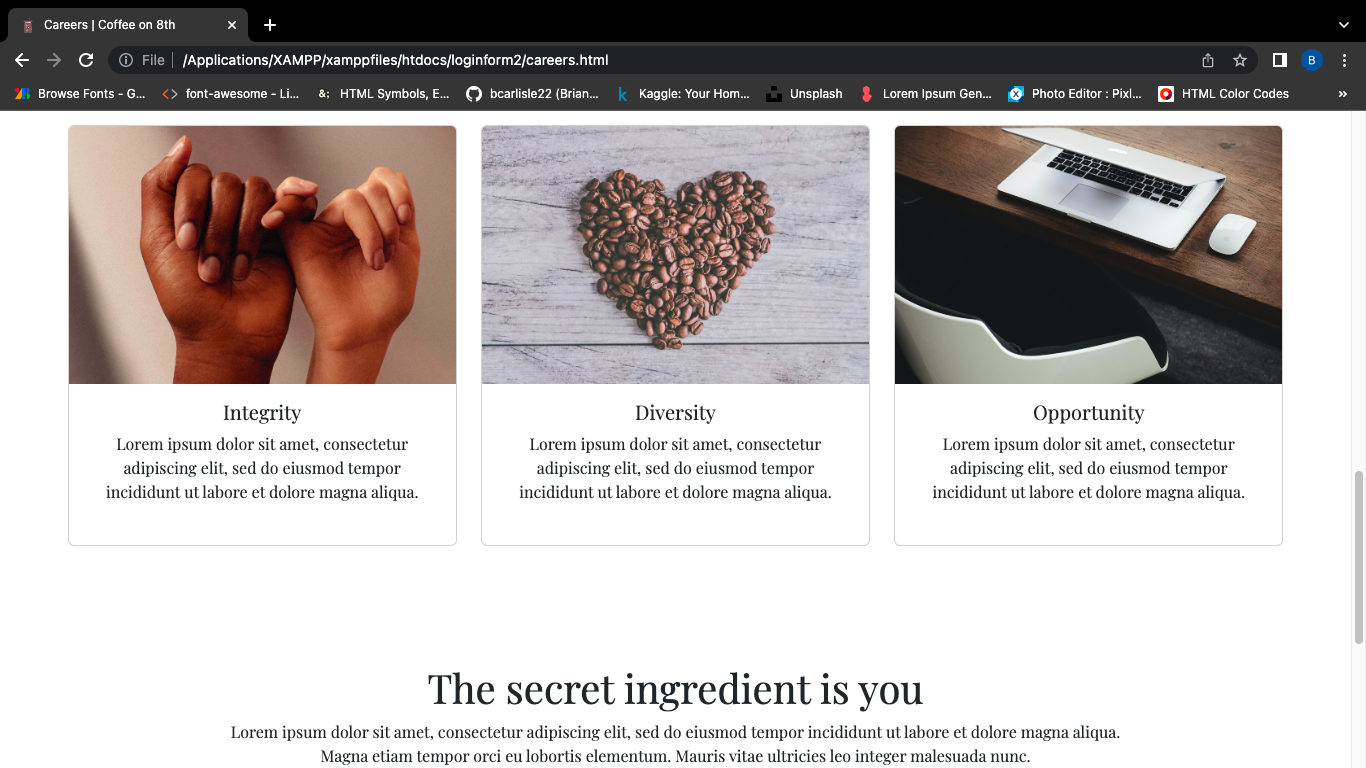 Careers | Coffee on 8th
File
/Applications/XAMPP/xamppfiles/htdocs/loginform2/careers.html
B
Browse Fonts - G...
font-awesome - Li...
&; HTML Symbols, E...
bcarlisle22 (Brian...
k Kaggle: Your Hom...
Unsplash
Lorem Ipsum Gen...
Photo Editor : Pixl...
HTML Color Codes
»
Integrity
Lorem ipsum dolor sit amet, consectetur
adipiscing elit, sed do eiusmod tempor
incididunt ut labore et dolore magna aliqua.
Diversity
Lorem ipsum dolor sit amet, consectetur
adipiscing elit, sed do eiusmod tempor
incididunt ut labore et dolore magna aliqua.
Opportunity
Lorem ipsum dolor sit amet, consectetur
adipiscing elit, sed do eiusmod tempor
incididunt ut labore et dolore magna aliqua.
The secret ingredient is you
Lorem ipsum dolor sit amet, consectetur adipiscing elit, sed do eiusmod tempor incididunt ut labore et dolore magna aliqua.
Magna etiam tempor orci eu lobortis elementum. Mauris vitae ultricies leo integer malesuada nunc.